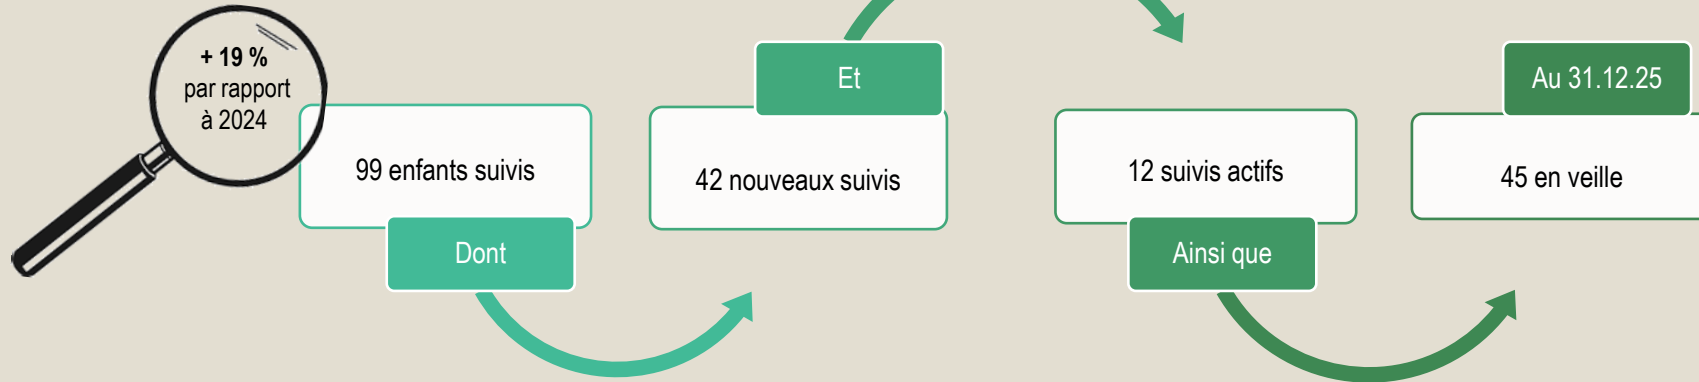 + 19 %
par rapport
à 2024
99 enfants suivis
Dont
42 nouveaux suivis
Et
12 suivis actifs
Ainsi que
45 en veille
Au 31.12.25